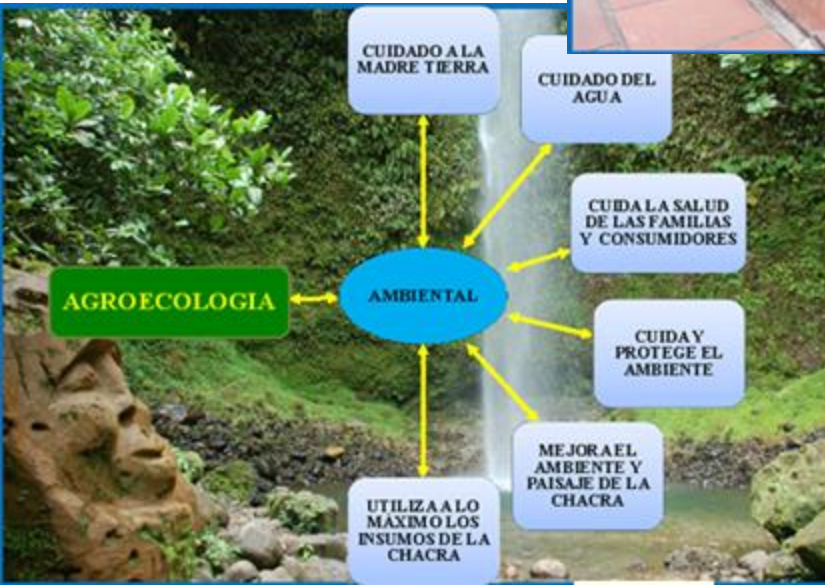 CUIDADO A LA
MADRE TIERRA
CUIDADO DEL
AGUA
CUIDA LA SALUD
DE LAS FAMILIAS
Y CONSUMIDORES
AGROECOLOGIA
AMBIENTAL
CUIDA Y
PROTEGE EL
AMBIENTE
MEJORA EL
AMBIENTE Y
PAISAJE DE LA
CHACRA
UTILIZA A LO
MÁXIMO LOS
INSUMOS DE LA
CHACRA